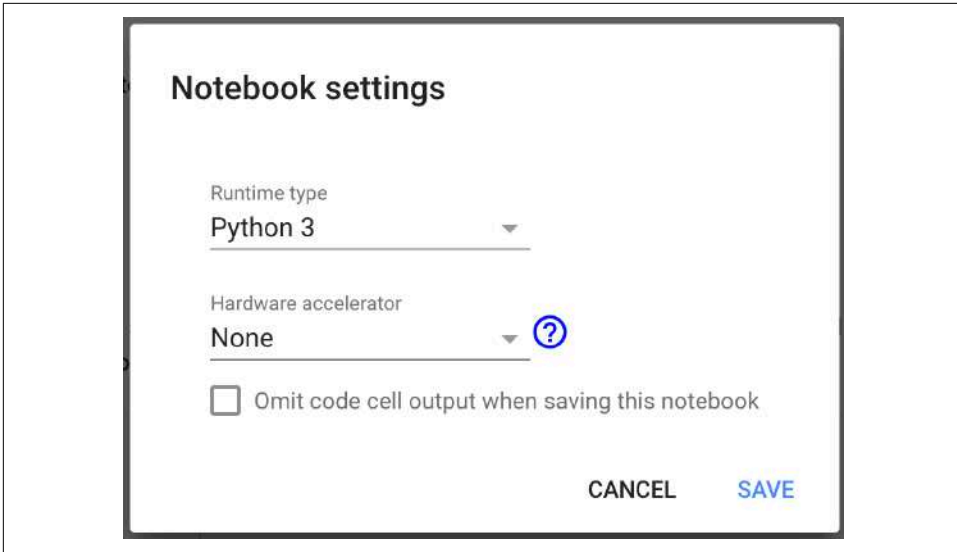 Notebook settings
Runtime type
Python 3
Hardware accelerator
None
Omit code cell output when saving this notebook
CANCEL SAVE